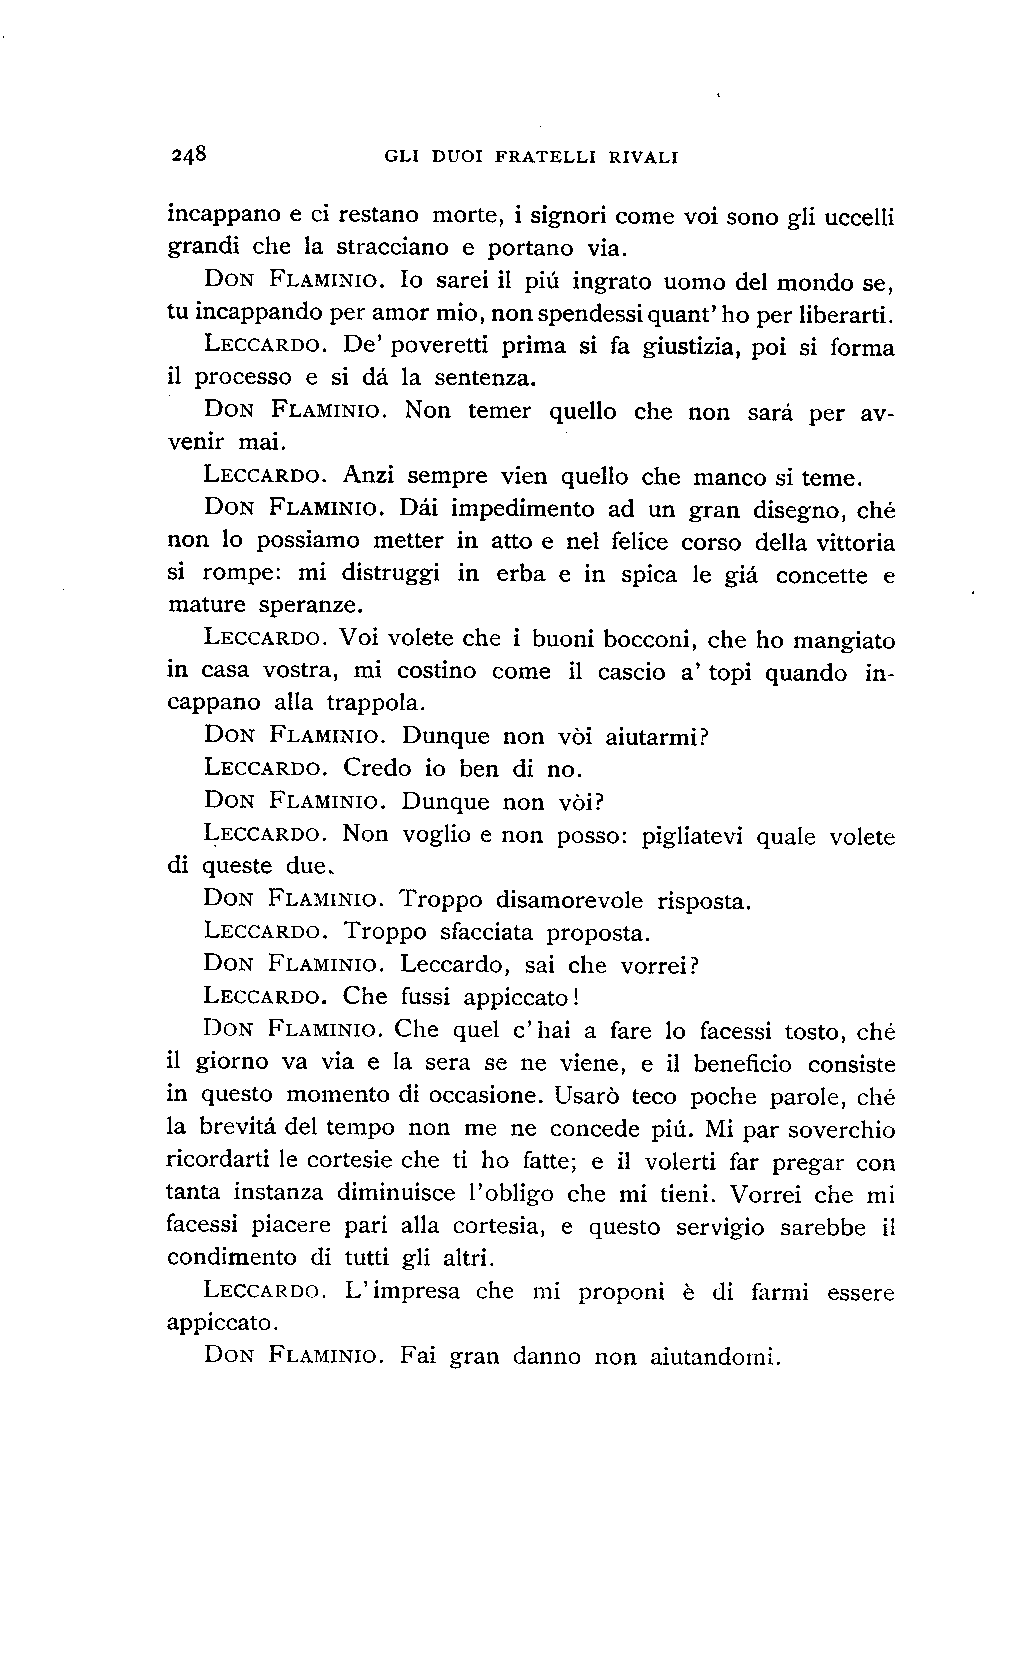 248 GLI DUOI FRATELLI RIVALI
incappano e ci restano morte, i signori come voi sono gli uccelli
grandi che la stracciano e portano via.
DON FLAMINIO. Io sarei il piú ingrato uomo del mondo se,
tu incappando per amor mio, non spendessi quant' ho per liberarti.
LECCARDO. De' poveretti prima si fa giustizia, poi si forma
il processo e si dá la sentenza.
DON FLAMINIO. Non temer quello che non sará per av-
venir mai.
LECCARDO. Anzi sempre vien quello che manco si teme.
DON FLAMINIO. Dái impedimento ad un gran disegno, ché
non lo possiamo metter in atto e nel felice corso della vittoria
si rompe: mi distruggi in erba e in spica le giá concette e
mature speranze.
LECCARDO. Voi volete che i buoni bocconi, che ho mangiato
in casa vostra, mi costino come il cascio a' topi quando in-
cappano alla trappola.
DON FLAMINIO. Dunque non vòi aiutarmi?
LECCARDO. Credo io ben di no.
DON FLAMINIO. Dunque non vòi?
LECCARDO. Non voglio e non posso: pigliatevi quale volete
di queste due.
DON FLAMINIO. Troppo disamorevole risposta.
LECCARDO. Troppo sfacciata proposta.
DON FLAMINIO. Leccardo, sai che vorrei?
LECCARDO. Che fussi appiccato!
DON FLAMINIO. Che quel c' hai a fare lo facessi tosto, ché
il giorno va via e la sera se ne viene, e il beneficio consiste
in questo momento di occasione. Usarò teco poche parole, ché
la brevitá del tempo non me ne concede piú. Mi par soverchio
ricordarti le cortesie che ti ho fatte; e il volerti far pregar con
tanta instanza diminuisce l'obligo che mi tieni. Vorrei che mi
facessi piacere pari alla cortesia, e questo servigio sarebbe il
condimento di tutti gli altri.
LECCARDO. L' impresa che mi proponi è di farmi essere
appiccato.
DON FLAMINIO. Fai gran danno non aiutandomi.